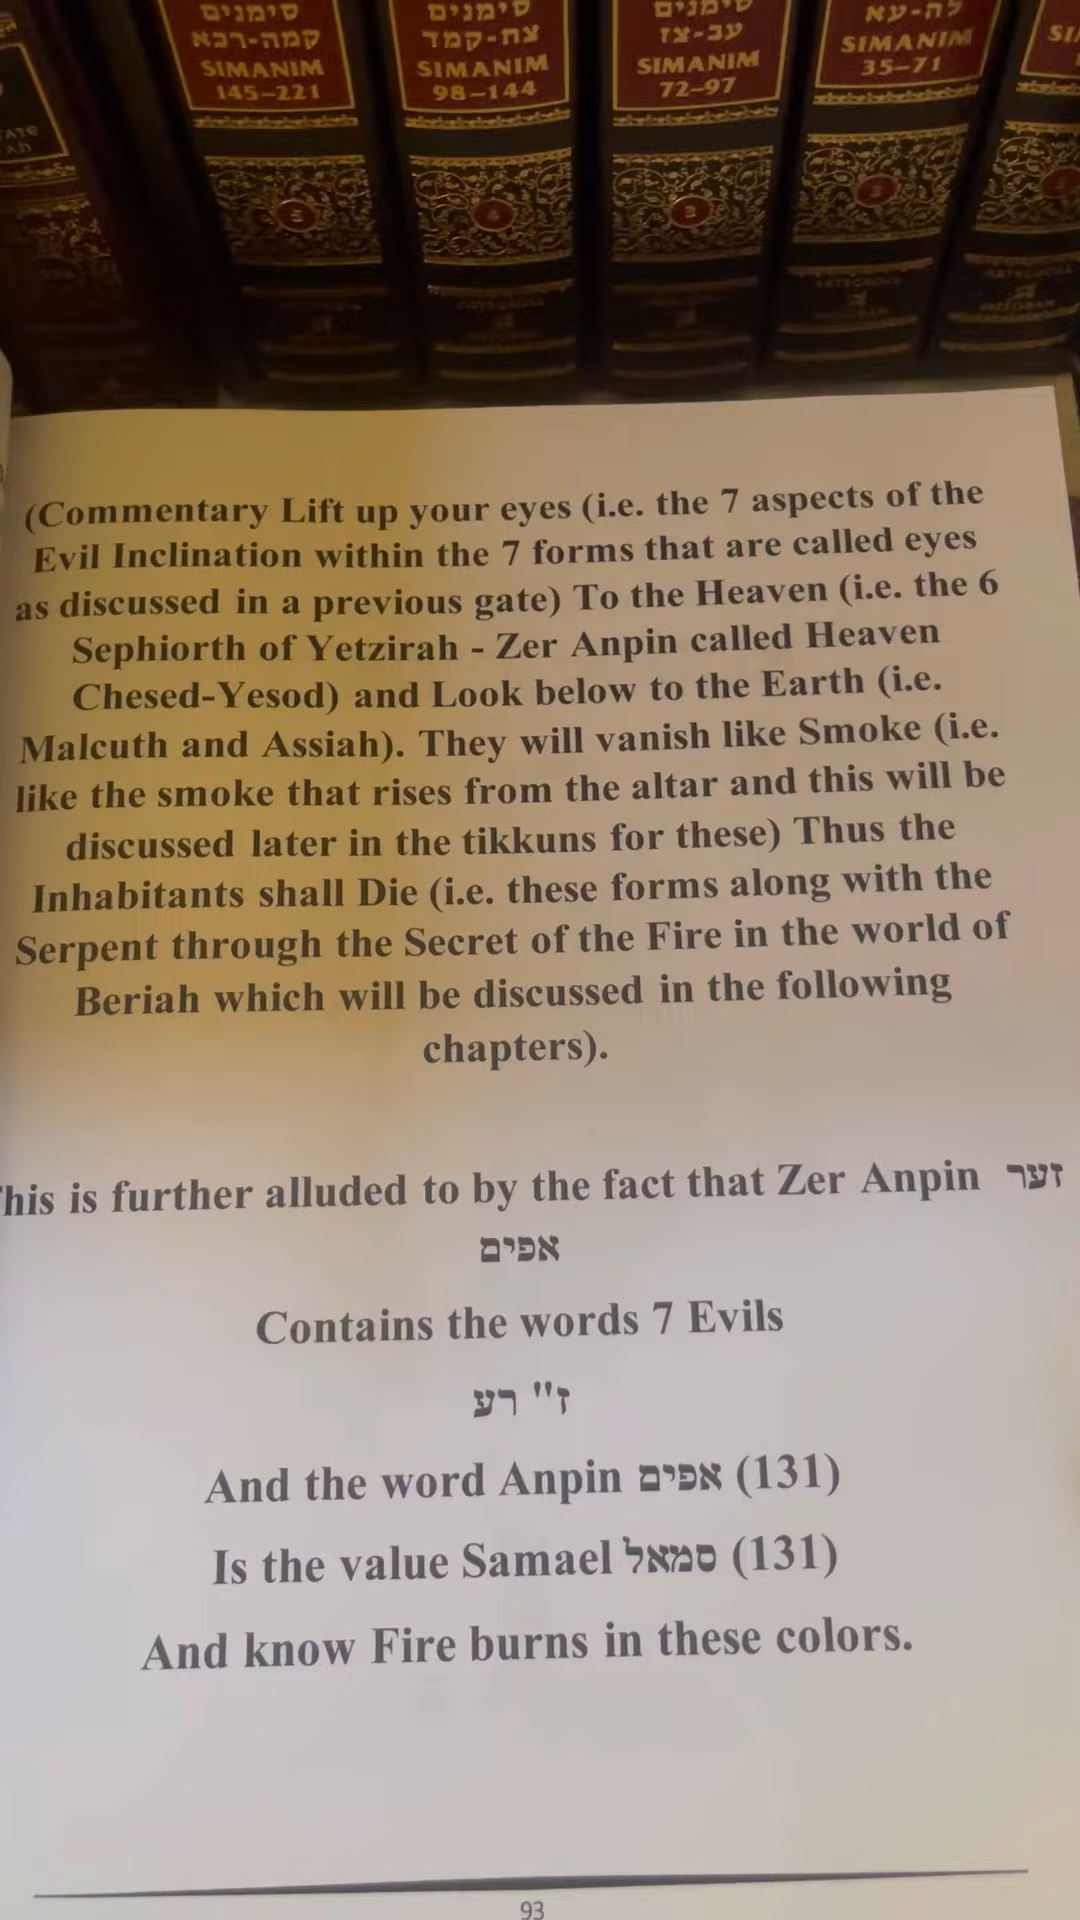 סימנים
קמה-רכא
SIMANIM
145-221
5
סימנים
צח-קמד
SIMANIM
98-144
4
סימנים
עב-צז
SIMANIM
72-97
3
לה-עא
SIMANIM
35-71
2
ARTSCROLL
(Commentary Lift up your eyes (i.e. the 7 aspects of the
Evil Inclination within the 7 forms that are called eyes
as discussed in a previous gate) To the Heaven (i.e. the 6
Sephiorth of Yetzirah - Zer Anpin called Heaven
Chesed-Yesod) and Look below to the Earth (i.e.
Malcuth and Assiah). They will vanish like Smoke (i.e.
like the smoke that rises from the altar and this will be
discussed later in the tikkuns for these) Thus the
Inhabitants shall Die (i.e. these forms along with the
Serpent through the Secret of the Fire in the world of
Beriah which will be discussed in the following
chapters).
his is further alluded to by the fact that Zer Anpin זער
אפים
Contains the words 7 Evils
ז" רע
And the word Anpin אפים (131)
Is the value Samael סמאל (131)
And know Fire burns in these colors.
93